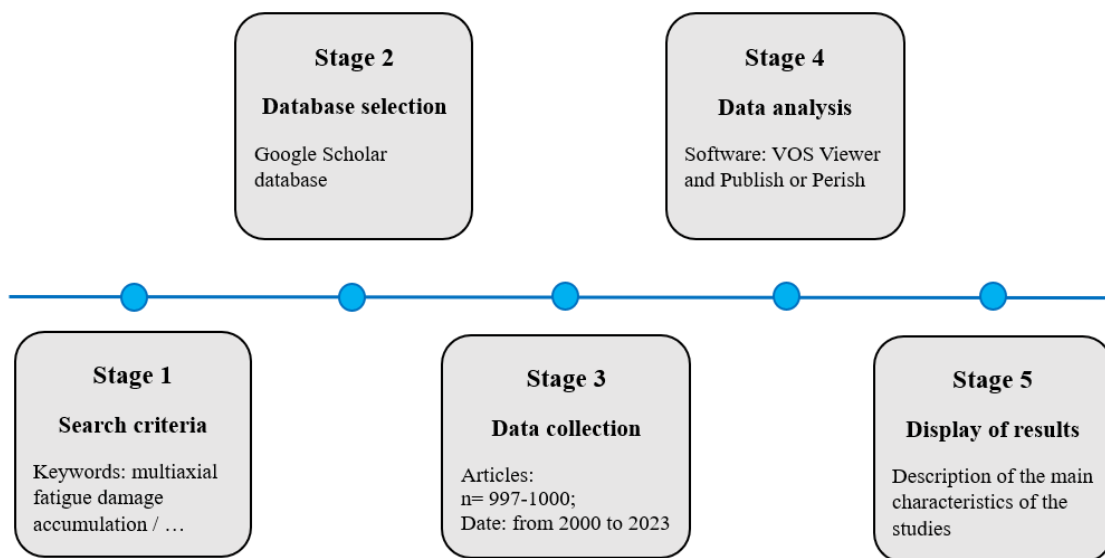 Stage 1
Search criteria
Keywords: multiaxial
fatigue damage
accumulation / …
Stage 2
Database selection
Google Scholar
database
Stage 3
Data collection
Articles:
n= 997-1000;
Date: from 2000 to 2023
Stage 4
Data analysis
Software: VOS Viewer
and Publish or Perish
Stage 5
Display of results
Description of the main
characteristics of the
studies